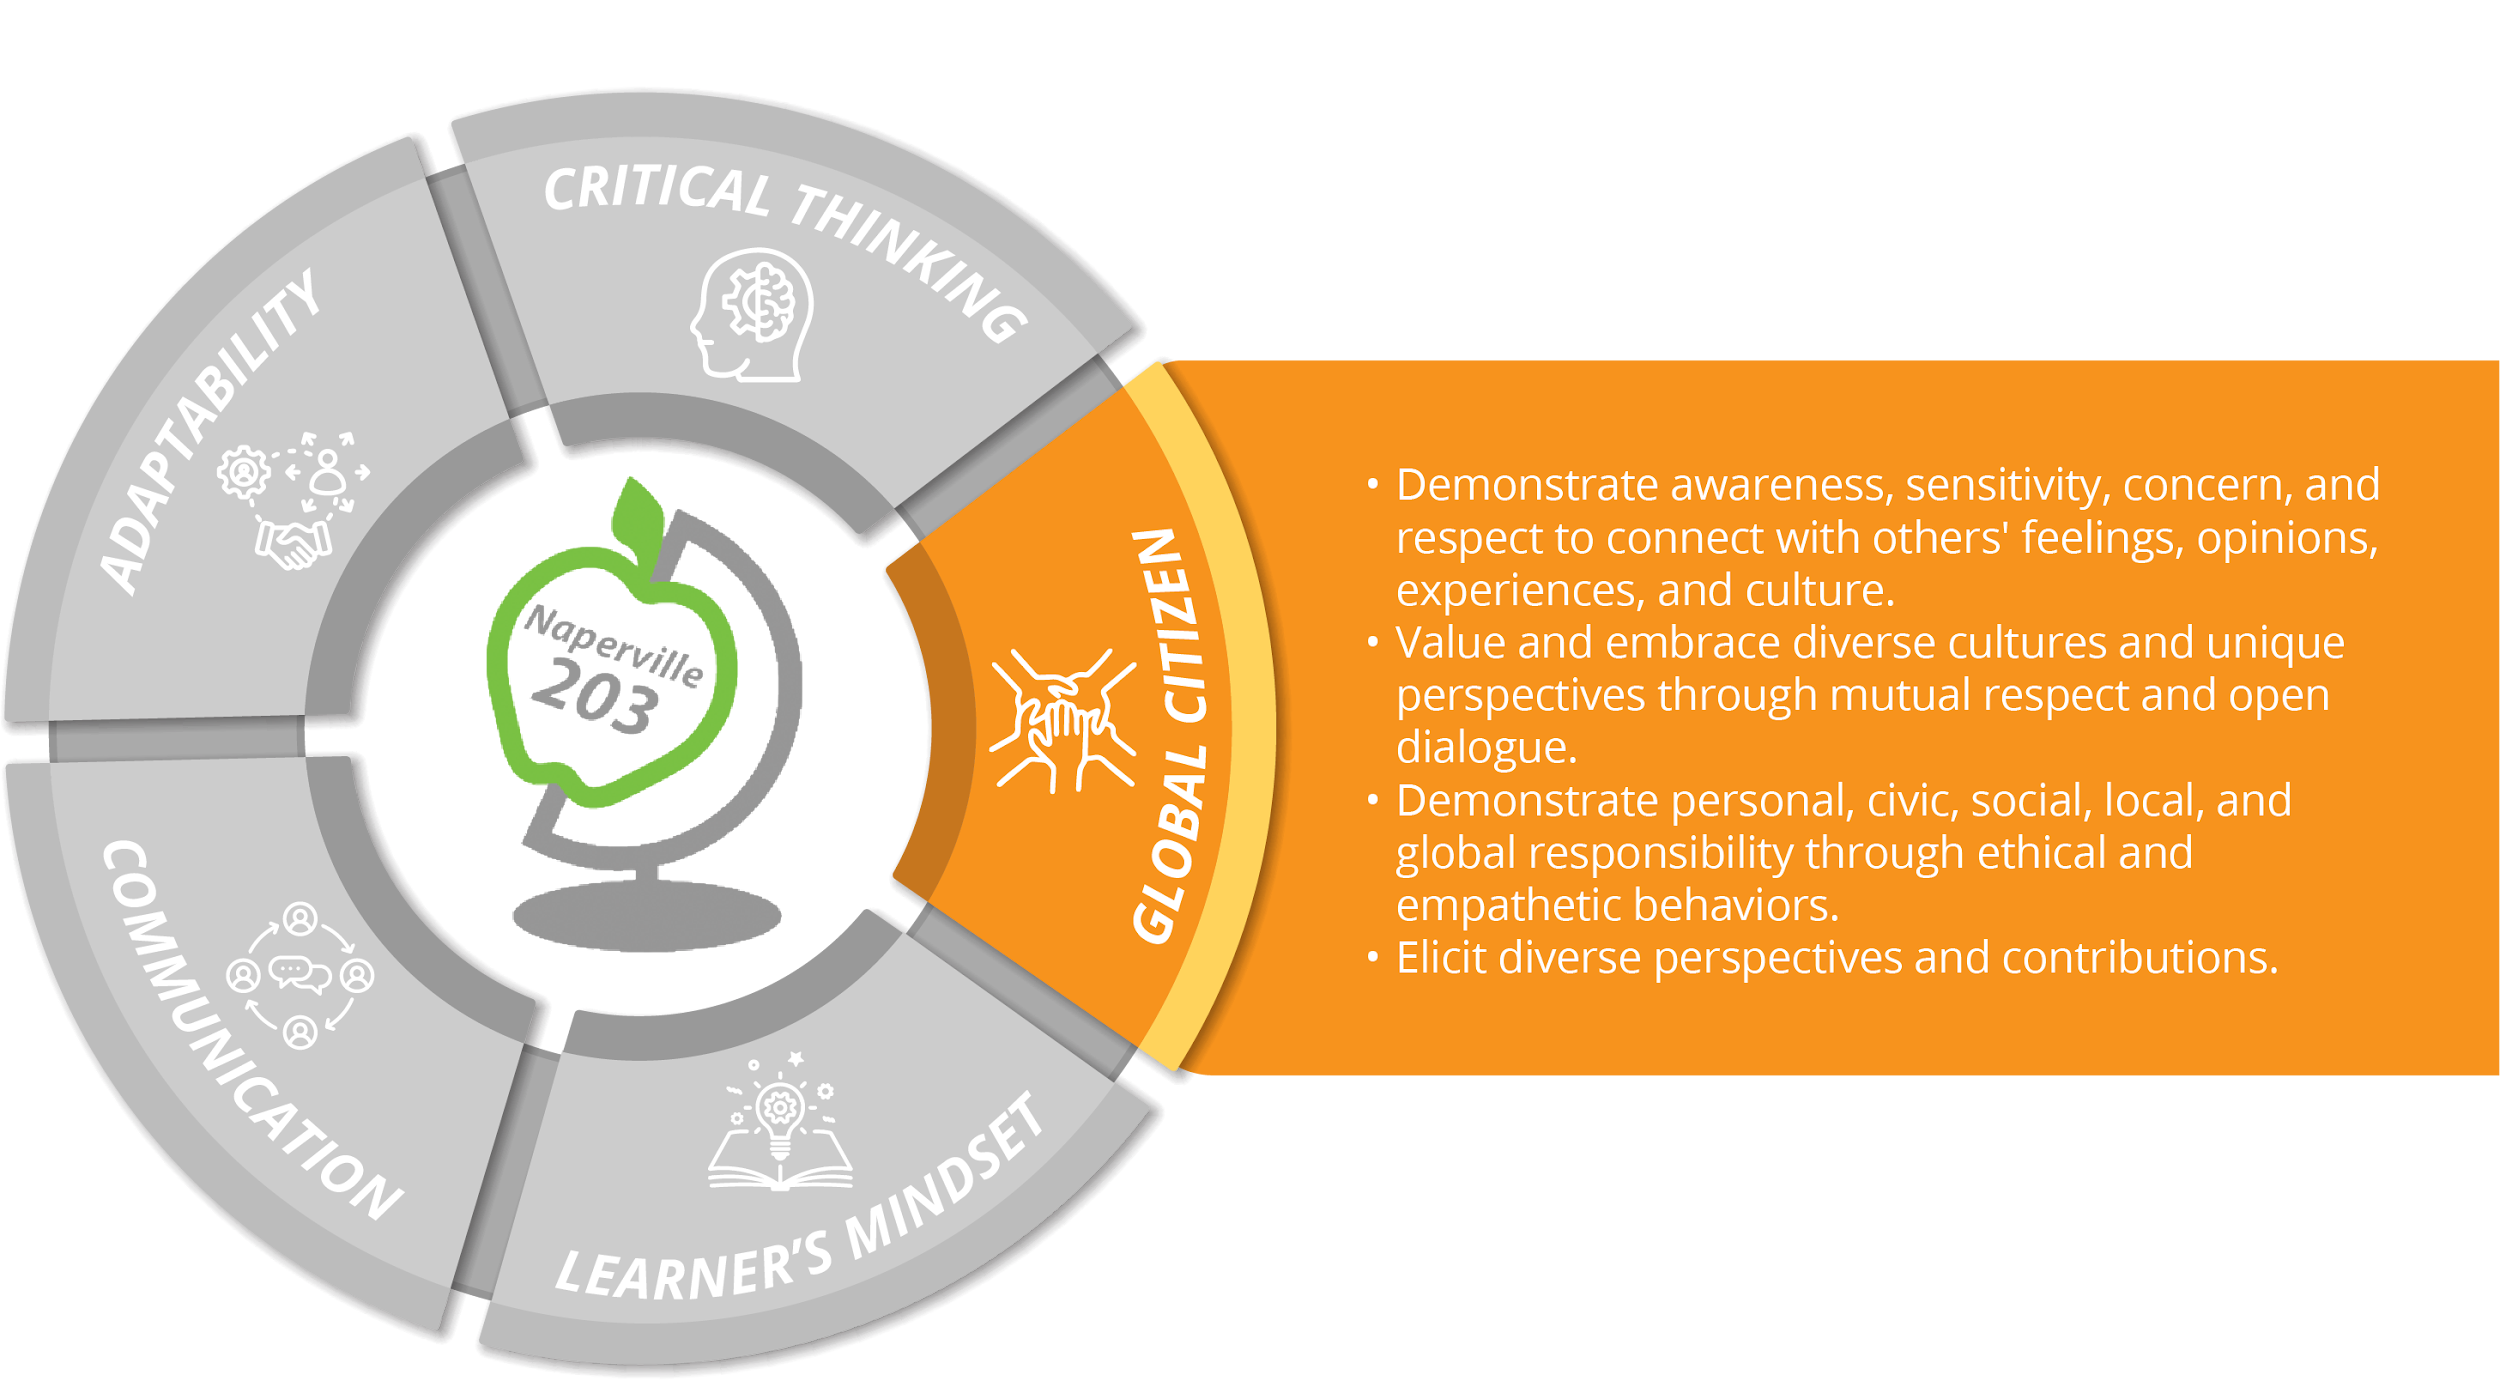 CRITICAL THINKING
ADAPTABILITY
Naperville
203
GLOBAL CITIZEN
COMMUNICATION
LEARNER'S MINDSET
• Demonstrate awareness, sensitivity, concern, and
respect to connect with others' feelings, opinions,
experiences, and culture.
• Value and embrace diverse cultures and unique
perspectives through mutual respect and open
dialogue.
• Demonstrate personal, civic, social, local, and
global responsibility through ethical and
empathetic behaviors.
• Elicit diverse perspectives and contributions.